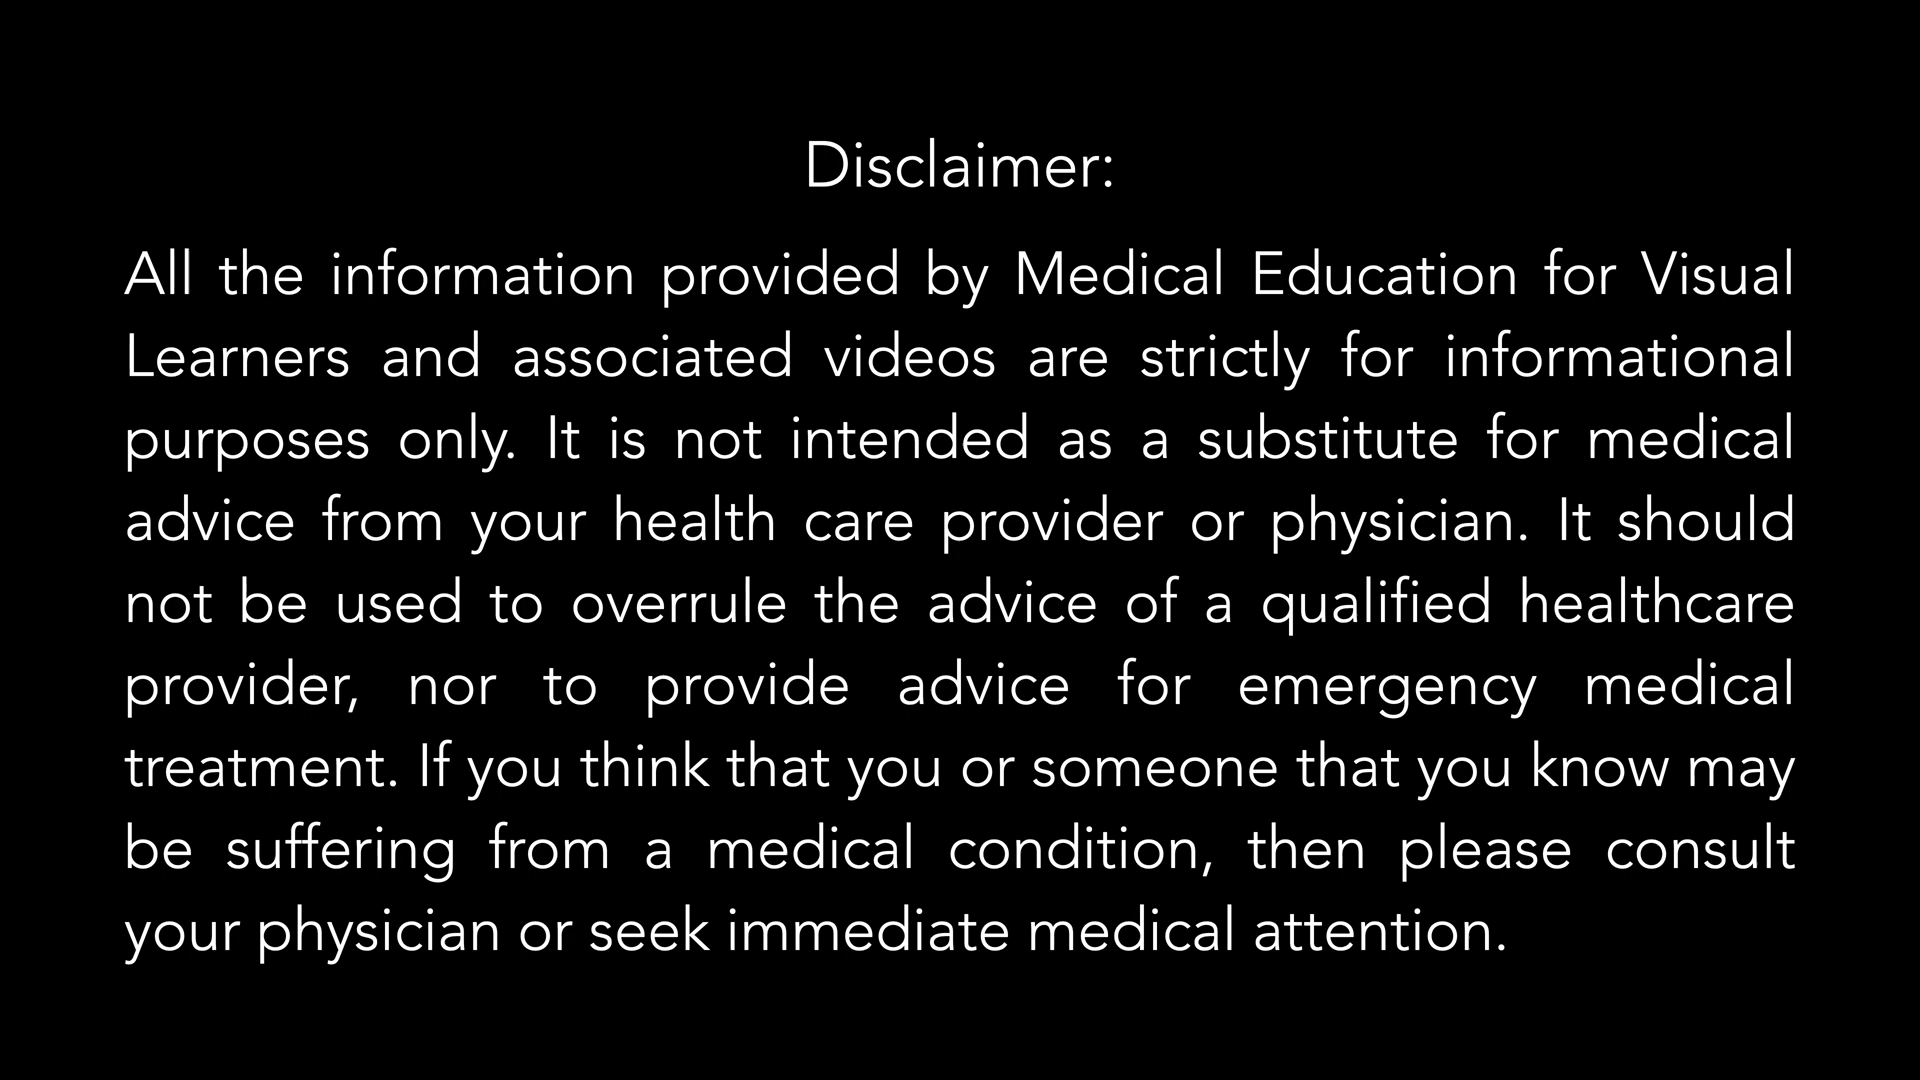 Disclaimer:
All the information provided by Medical Education for Visual
Learners and associated videos are strictly for informational
purposes only. It is not intended as a substitute for medical
advice from your health care provider or physician. It should
not be used to overrule the advice of a qualified healthcare
provider, nor to provide advice for emergency medical
treatment. If you think that you or someone that you know may
be suffering from a medical condition, then please consult
your physician or seek immediate medical attention.